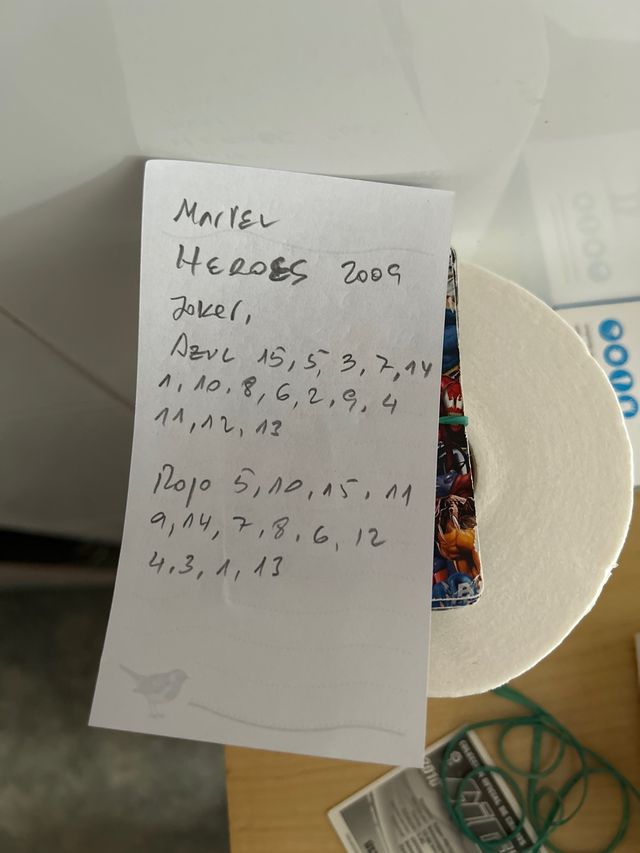 Marvel
HEROES 2009
Joker,
Azul 15, 5, 3, 7, 14
1, 10, 8, 6, 2, 9, 4
11, 12, 13
Rojo 5, 10, 15, 11
9, 14, 7, 8, 6, 12
4, 3, 1, 13